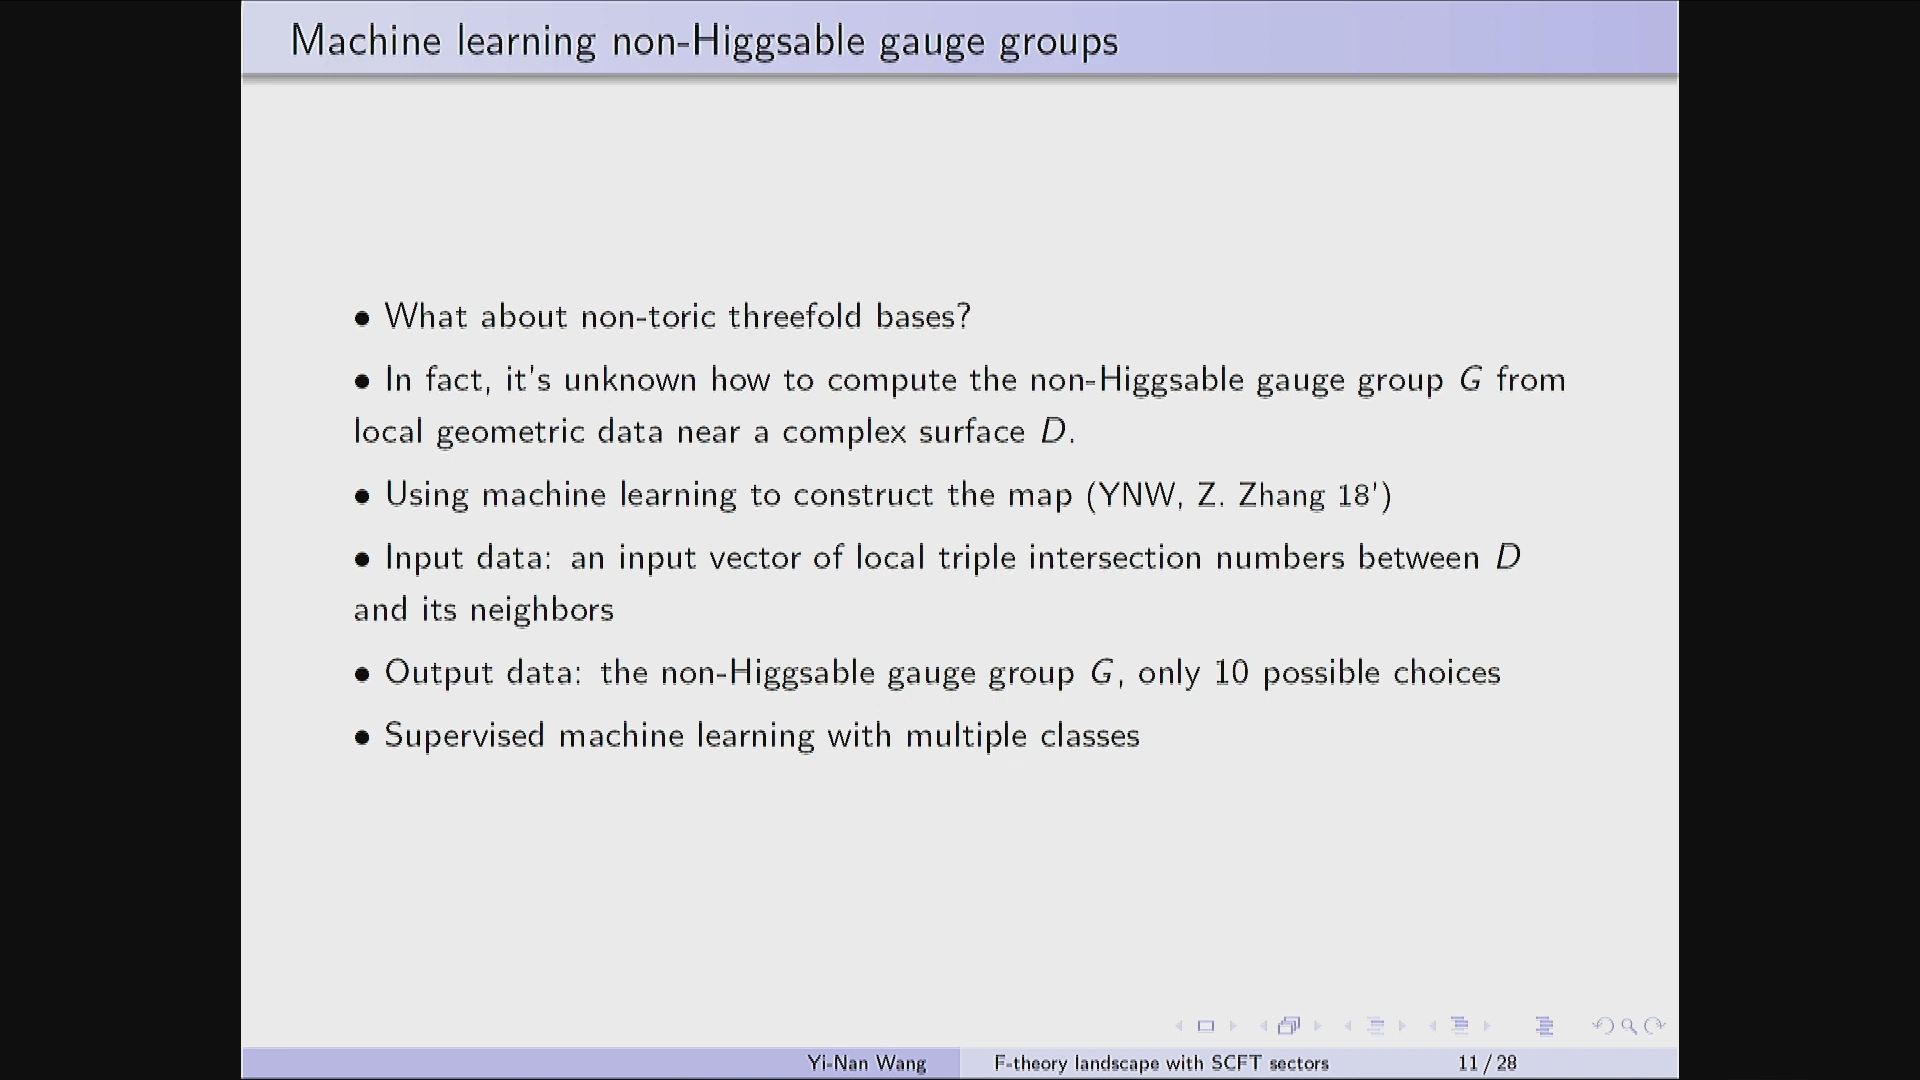 Machine learning non-Higgsable gauge groups
• What about non-toric threefold bases?
• In fact, it's unknown how to compute the non-Higgsable gauge group G from
local geometric data near a complex surface D.
• Using machine learning to construct the map (YNW, Z. Zhang 18')
• Input data: an input vector of local triple intersection numbers between D
and its neighbors
• Output data: the non-Higgsable gauge group G, only 10 possible choices
• Supervised machine learning with multiple classes
Yi-Nan Wang F-theory landscape with SCFT sectors 11 / 28